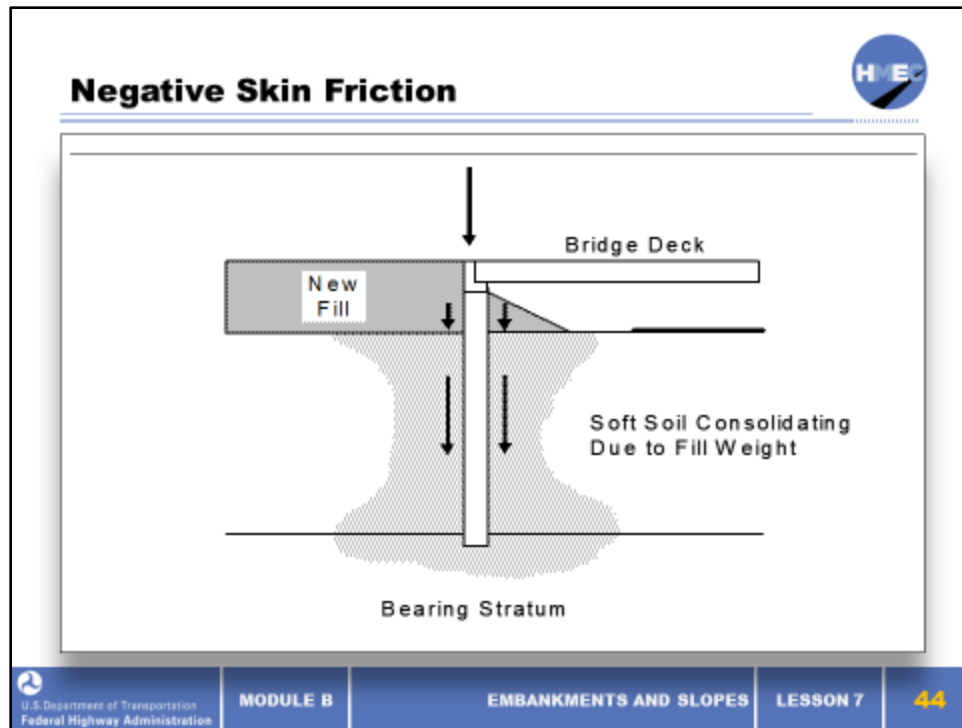 Negative Skin Friction
HMEC
Bridge Deck
New
Fill
Soft Soil Consolidating
Due to Fill Weight
Bearing Stratum
U.S. Department of Transportation
Federal Highway Administration
MODULE B
EMBANKMENTS AND SLOPES
LESSON 7
44